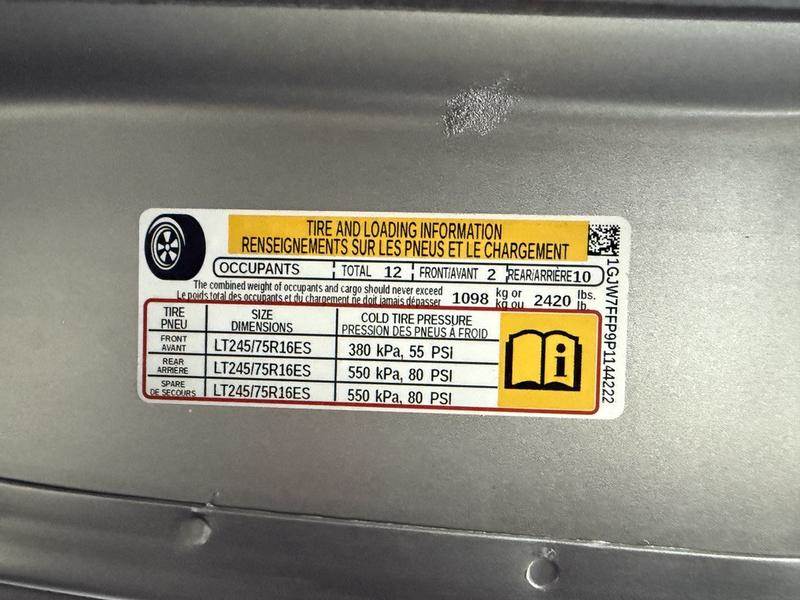 TIRE AND LOADING INFORMATION
RENSEIGNEMENTS SUR LES PNEUS ET LE CHARGEMENT
OCCUPANTS TOTAL 12 FRONT/AVANT 2 REAR/ARRIÈRE 10
The combined weight of occupants and cargo should never exceed 1098 kg or 2420 lbs.
Le poids total des occupants et du chargement ne doit jamais dépasser kg ou lb.
TIRE SIZE COLD TIRE PRESSURE
PNEU DIMENSIONS PRESSION DES PNEUS À FROID
FRONT AVANT LT245/75R16ES 380 kPa, 55 PSI
REAR ARRIÈRE LT245/75R16ES 550 kPa, 80 PSI
SPARE DE SECOURS LT245/75R16ES 550 kPa, 80 PSI
1GJW7FFP9P1144222